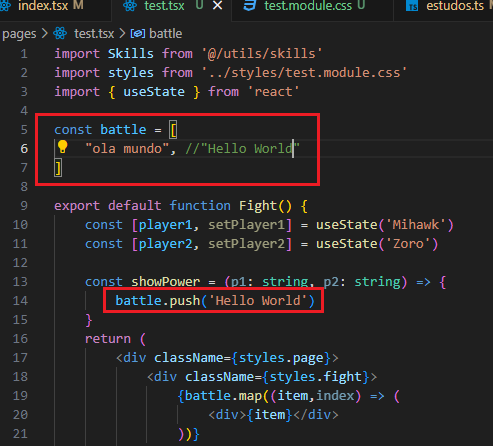 index.tsx M test.tsx U × test.module.css U estudos.ts
pages > test.tsx > battle
1 import Skills from '@/utils/skills'
2 import styles from '../styles/test.module.css'
3 import { useState } from 'react'
4
5 const battle = [
6 "ola mundo", //"Hello World"
7 ]
8
9 export default function Fight() {
10 const [player1, setPlayer1] = useState('Mihawk')
11 const [player2, setPlayer2] = useState('Zoro')
12
13 const showPower = (p1: string, p2: string) => {
14 battle.push('Hello World')
15 }
16 return (
17 <div className={styles.page}>
18 <div className={styles.fight}>
19 {battle.map((item,index) => (
20 <div>{item}</div>
21 ))}